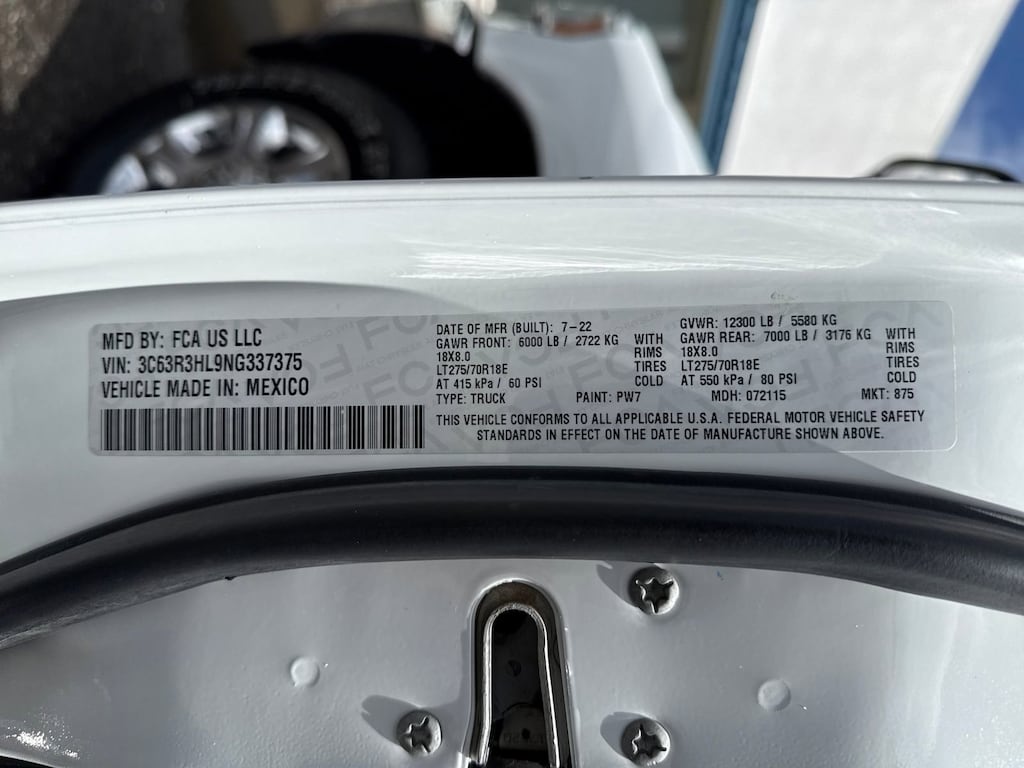 MFD BY: FCA US LLC
VIN: 3C63R3HL9NG337375
VEHICLE MADE IN: MEXICO
DATE OF MFR (BUILT): 7-22
GAWR FRONT: 6000 LB / 2722 KG WITH
18X8.0 RIMS
LT275/70R18E TIRES
AT 415 kPa / 60 PSI COLD
TYPE: TRUCK PAINT: PW7
GVWR: 12300 LB / 5580 KG
GAWR REAR: 7000 LB / 3176 KG WITH
18X8.0 RIMS
LT275/70R18E TIRES
AT 550 kPa / 80 PSI COLD
MDH: 072115 MKT: 875
THIS VEHICLE CONFORMS TO ALL APPLICABLE U.S.A. FEDERAL MOTOR VEHICLE SAFETY
STANDARDS IN EFFECT ON THE DATE OF MANUFACTURE SHOWN ABOVE.